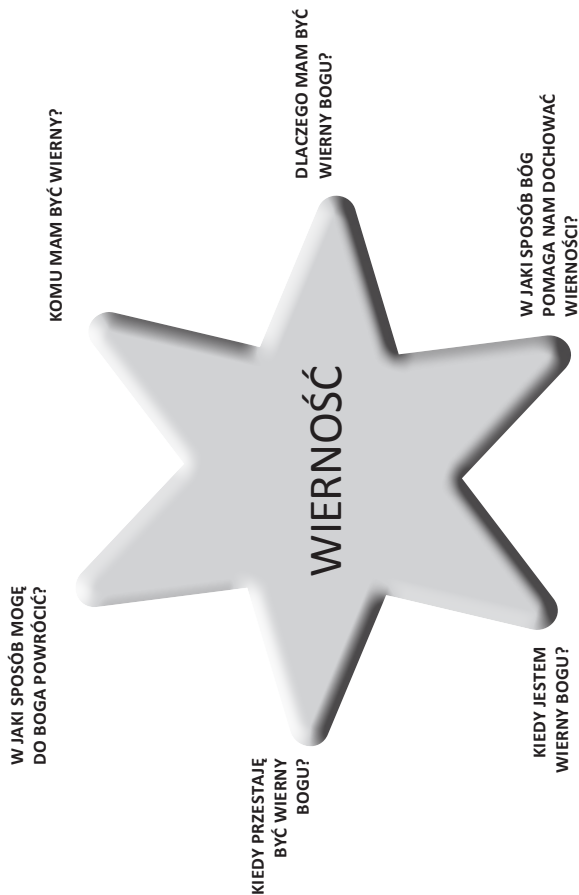 W JAKI SPOSÓB MOGĘ
DO BOGA POWRÓCIĆ?
KOMU MAM BYĆ WIERNY?
KIEDY PRZESTAJĘ
BYĆ WIERNY
BOGU?
WIERNOŚĆ
DLACZEGO MAM BYĆ
WIERNY BOGU?
KIEDY JESTEM
WIERNY BOGU?
W JAKI SPOSÓB BÓG
POMAGA NAM DOCHOWAĆ
WIERNOŚCI?